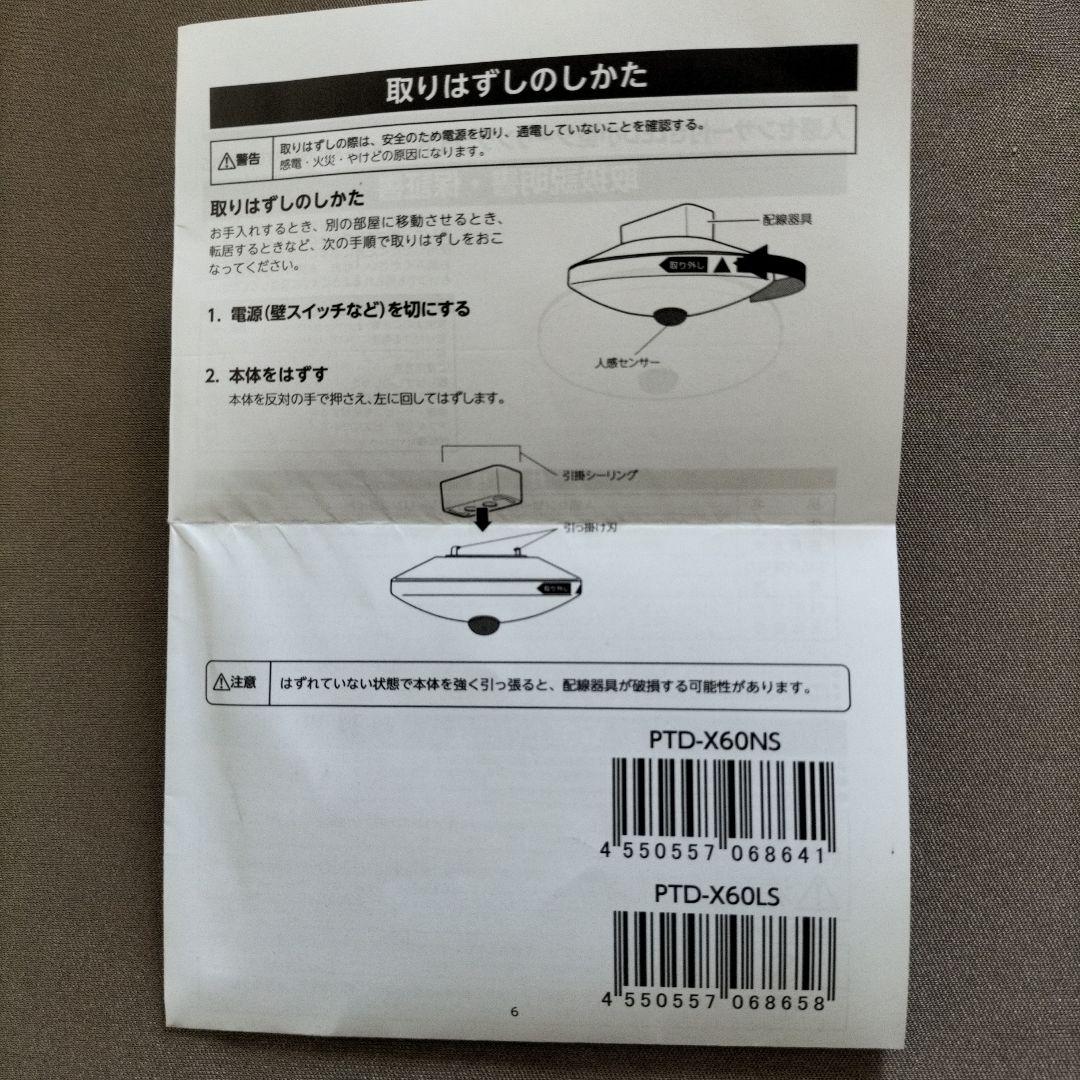 取りはずしのしかた
⚠警告
取りはずしの際は、安全のため電源を切り、通電していないことを確認する。
感電・火災・やけどの原因になります。
取りはずしのしかた
お手入れするとき、別の部屋に移動させるとき、
転居するときなど、次の手順で取りはずしをおこ
なってください。
配線器具
取り外し
人感センサー
1. 電源(壁スイッチなど)を切にする
2. 本体をはずす
本体を反対の手で押さえ、左に回してはずします。
引掛シーリング
引っ掛け刃
取り外し
⚠注意
はずれていない状態で本体を強く引っ張ると、配線器具が破損する可能性があります。
PTD-X60NS
4 550557 068641
PTD-X60LS
4 550557 068658
6